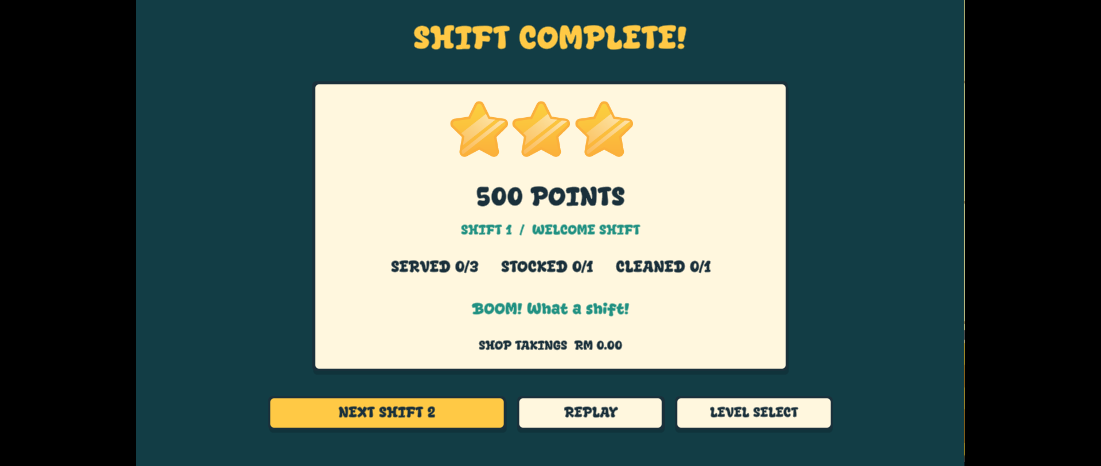 SHIFT COMPLETE!
500 POINTS
SHIFT 1 / WELCOME SHIFT
SERVED 0/3 STOCKED 0/1 CLEANED 0/1
BOOM! What a shift!
SHOP TAKINGS RM 0.00
NEXT SHIFT 2 REPLAY LEVEL SELECT